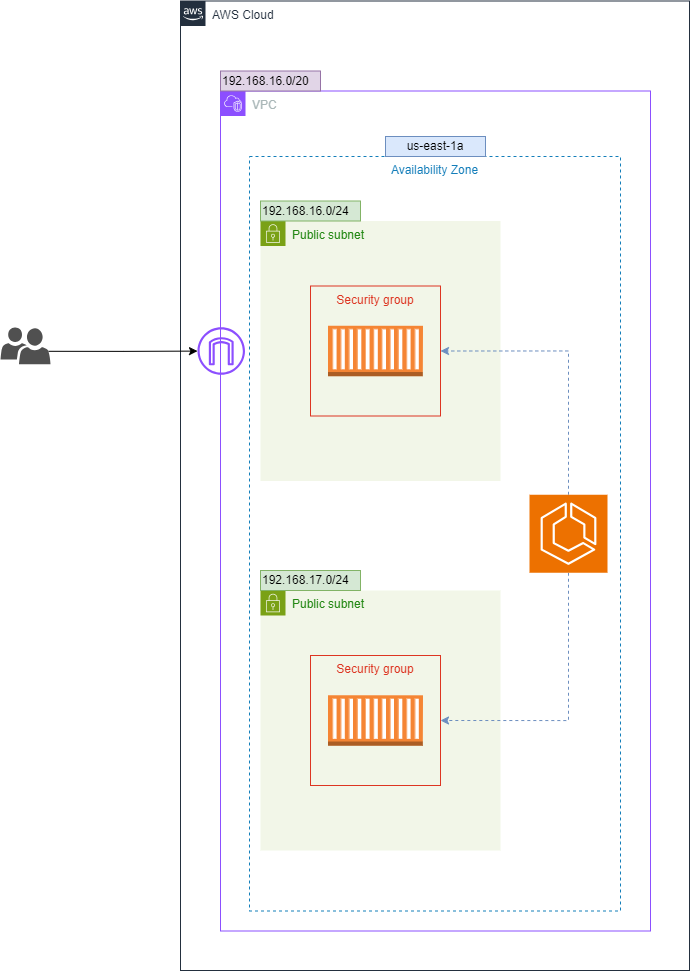 aws
AWS Cloud
192.168.16.0/20
VPC
us-east-1a
Availability Zone
192.168.16.0/24
Public subnet
Security group
192.168.17.0/24
Public subnet
Security group